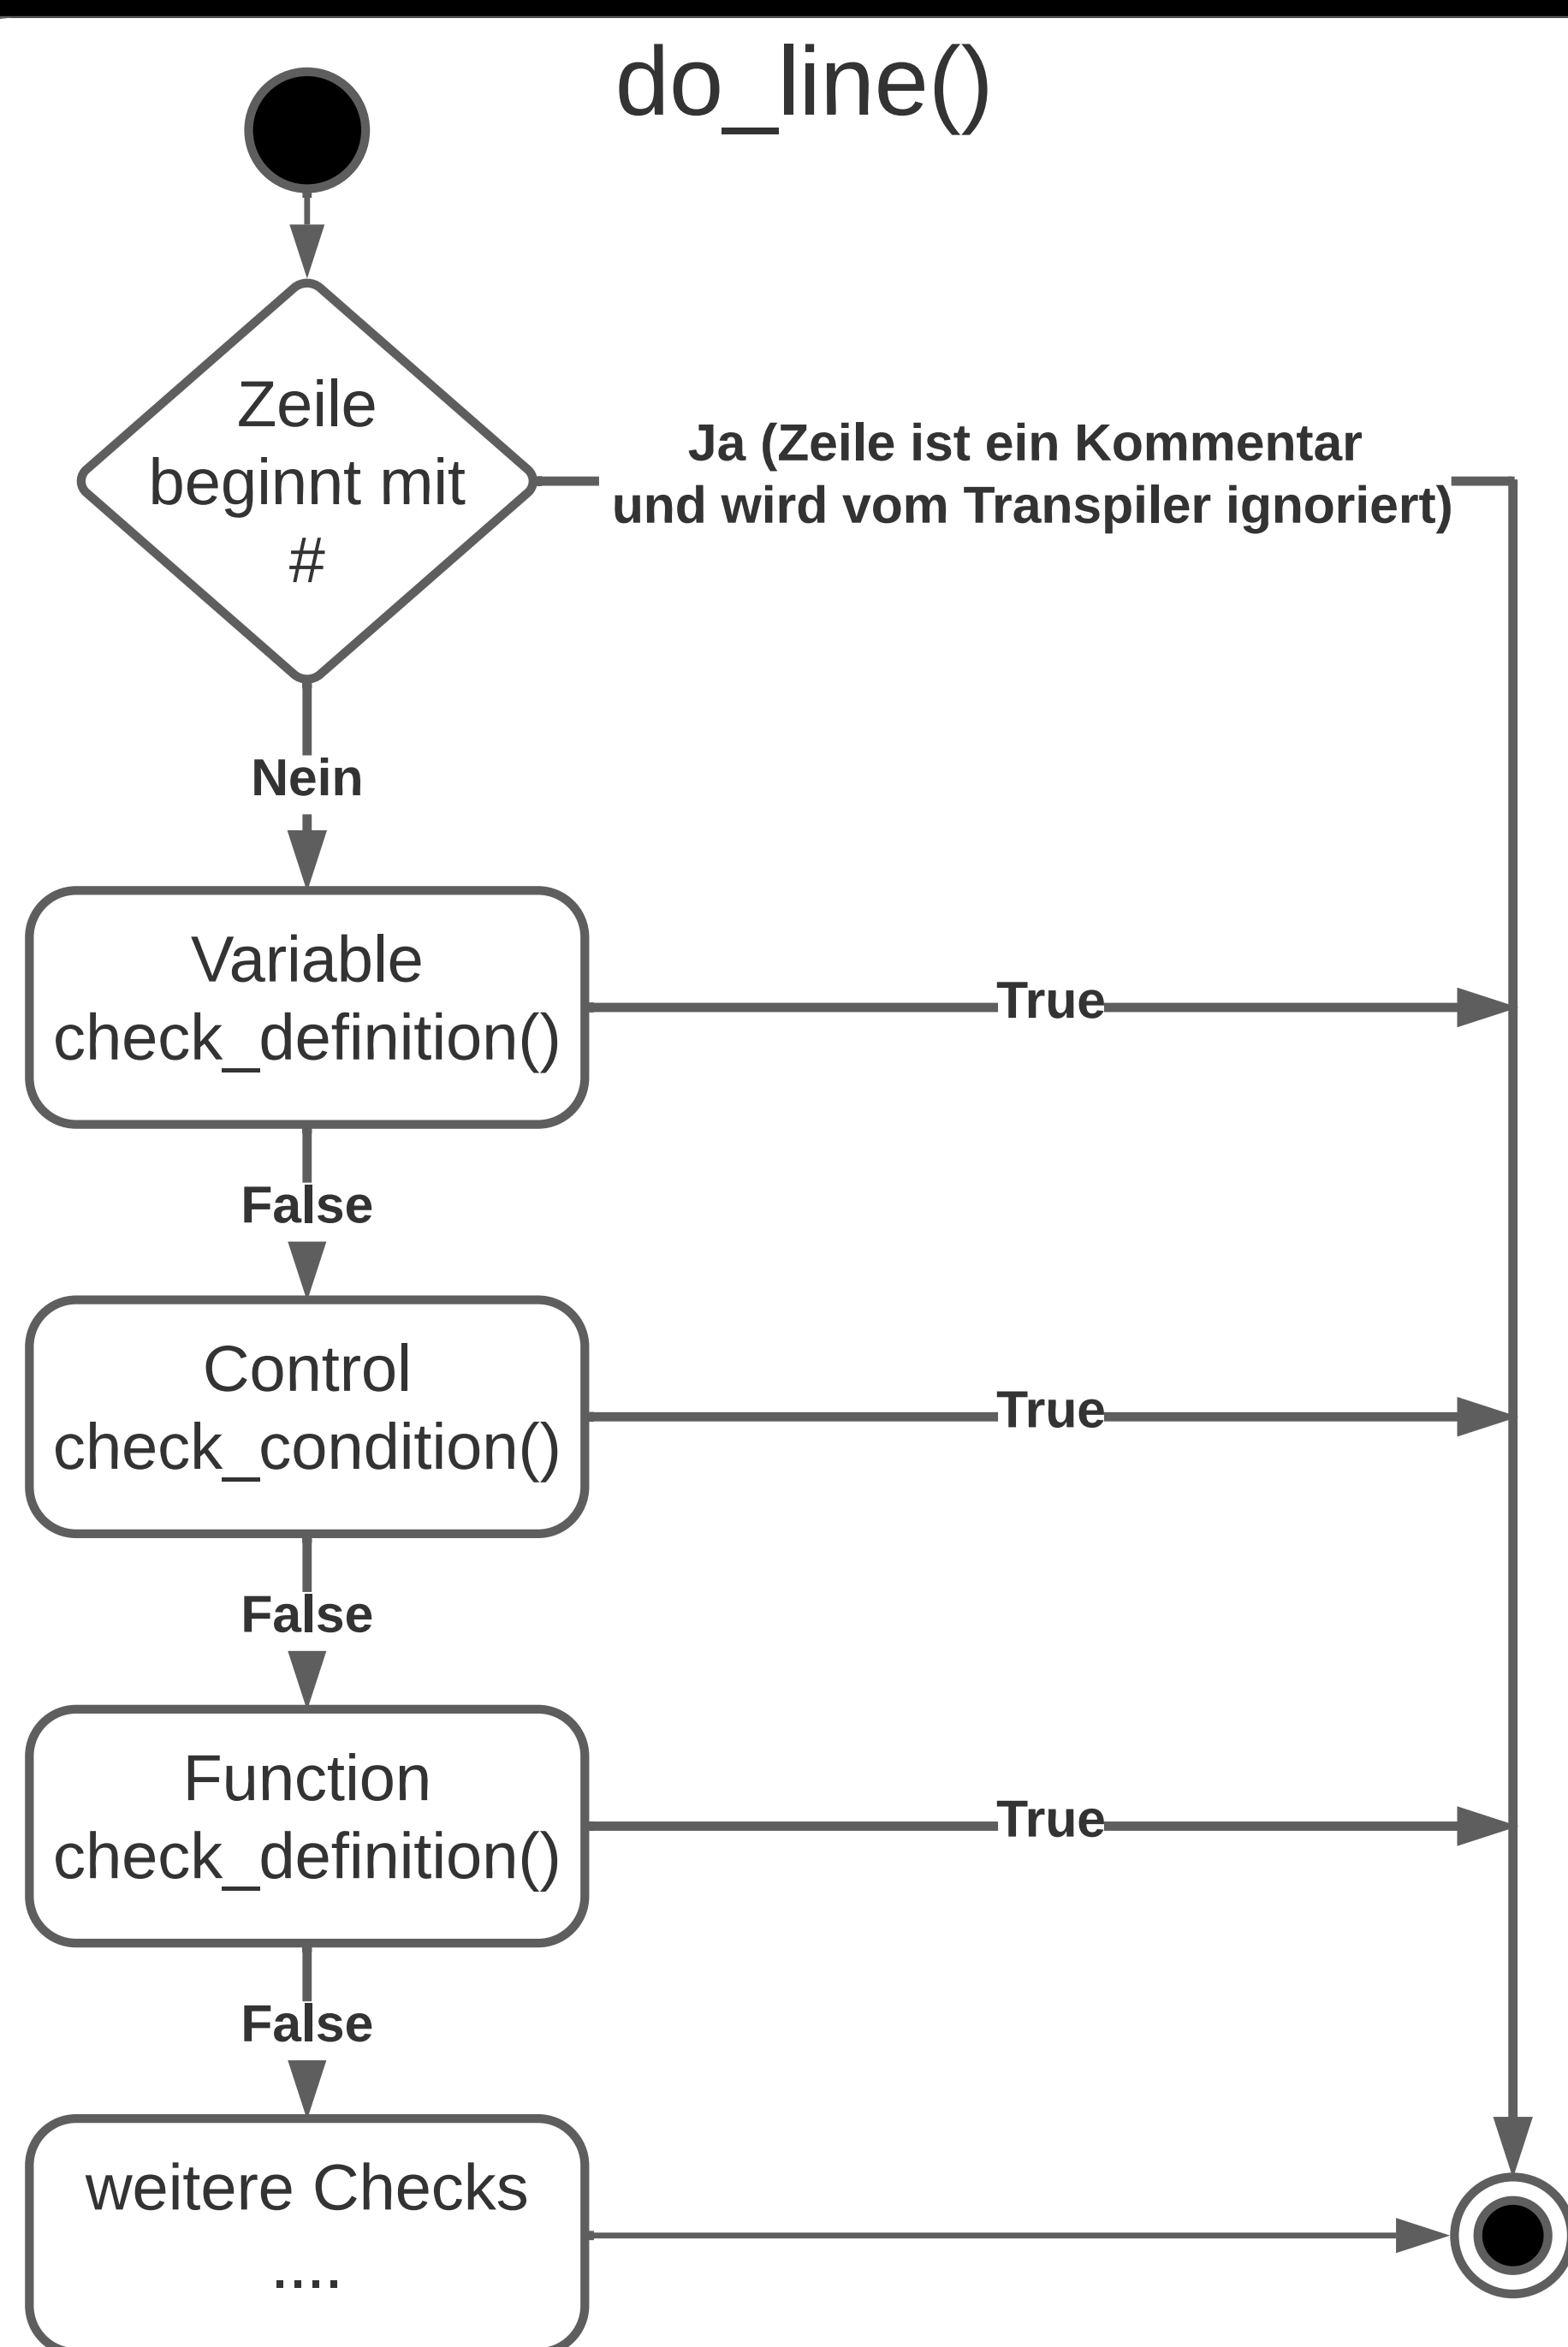 do_line()
Zeile
beginnt mit
#
Ja (Zeile ist ein Kommentar
und wird vom Transpiler ignoriert)
Nein
Variable
check_definition()
True
False
Control
check_condition()
True
False
Function
check_definition()
True
False
weitere Checks
....